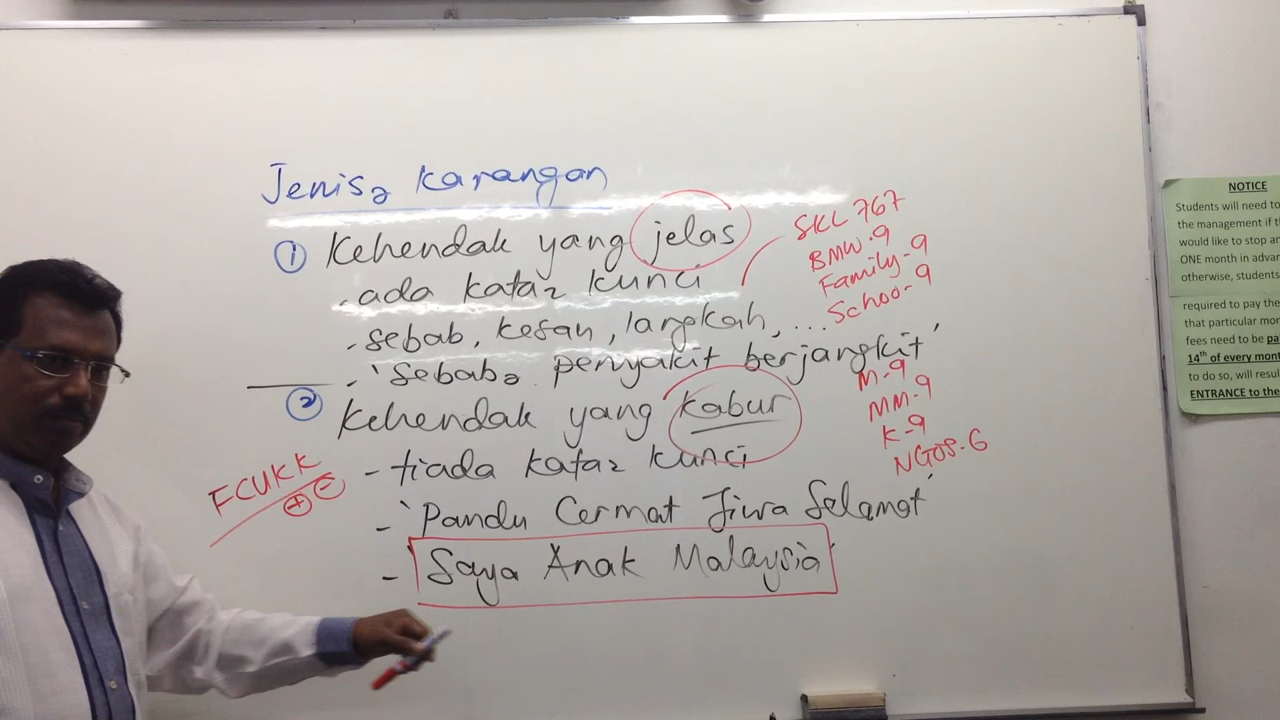 Jenis2 Karangan
① Kehendak yang jelas
- ada kata2 kunci
- sebab, kesan, langkah, ...
- 'Sebab2 penyakit berjangkit'
SKL 767
BMW-9
Family-9
Schoo-9
M-9
MM-9
K-9
NGOS-6
② Kehendak yang kabur
- tiada kata2 kunci
- 'Pandu Cermat Jiwa Selamat'
- 'Saya Anak Malaysia'
FCUKK
+ -
NOTICE
Students will need to
the management if
would like to stop
ONE month in advan
otherwise, students
required to pay the
that particular mon
fees need to be pa
14th of every mont
to do so, will resul
ENTRANCE to the